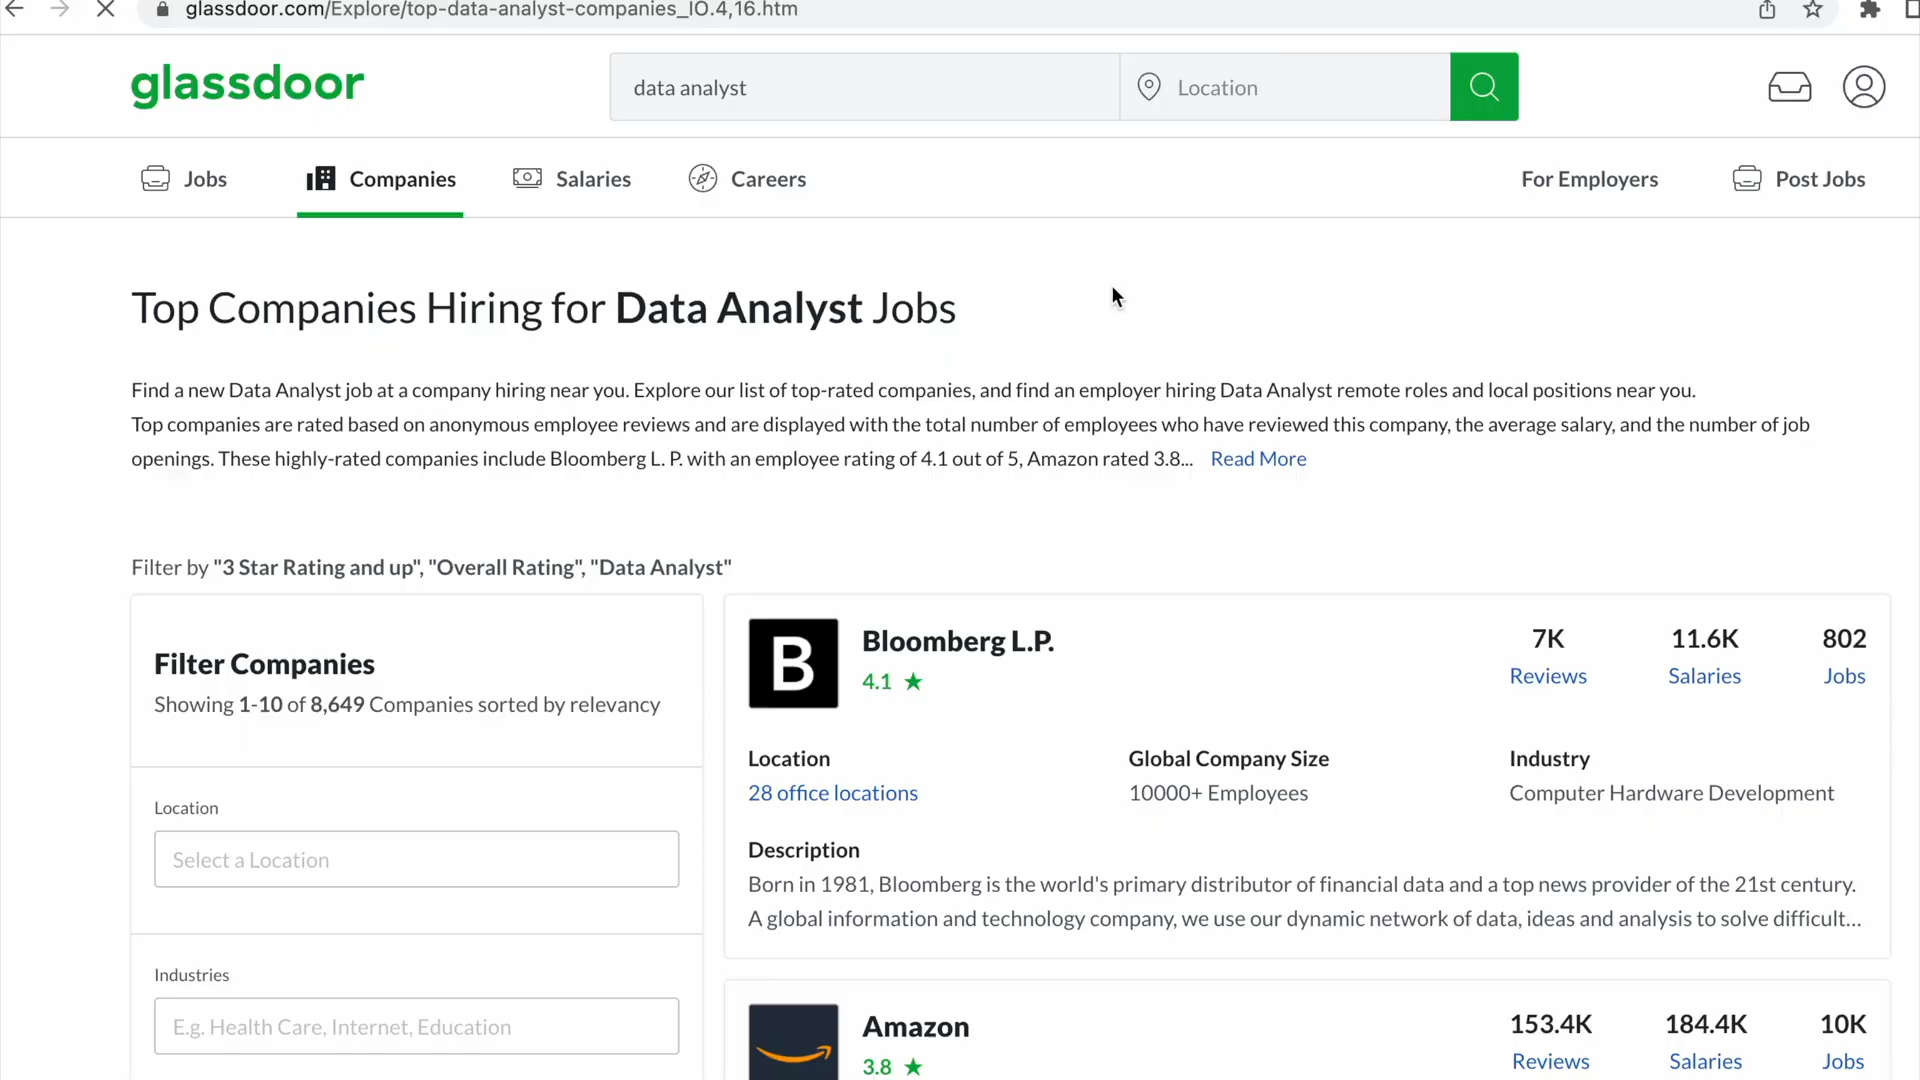 glassdoor.com/Explore/top-data-analyst-companies_IO.4,16.htm
glassdoor
data analyst
Location
Jobs
Companies
Salaries
Careers
For Employers
Post Jobs
Top Companies Hiring for Data Analyst Jobs
Find a new Data Analyst job at a company hiring near you. Explore our list of top-rated companies, and find an employer hiring Data Analyst remote roles and local positions near you.
Top companies are rated based on anonymous employee reviews and are displayed with the total number of employees who have reviewed this company, the average salary, and the number of job
openings. These highly-rated companies include Bloomberg L. P. with an employee rating of 4.1 out of 5, Amazon rated 3.8... Read More
Filter by "3 Star Rating and up", "Overall Rating", "Data Analyst"
Filter Companies
Showing 1-10 of 8,649 Companies sorted by relevancy
Location
Select a Location
Industries
E.g. Health Care, Internet, Education
B
Bloomberg L.P.
4.1 ★
7K
Reviews
11.6K
Salaries
802
Jobs
Location
28 office locations
Global Company Size
10000+ Employees
Industry
Computer Hardware Development
Description
Born in 1981, Bloomberg is the world's primary distributor of financial data and a top news provider of the 21st century.
A global information and technology company, we use our dynamic network of data, ideas and analysis to solve difficult...
Amazon
3.8 ★
153.4K
Reviews
184.4K
Salaries
10K
Jobs